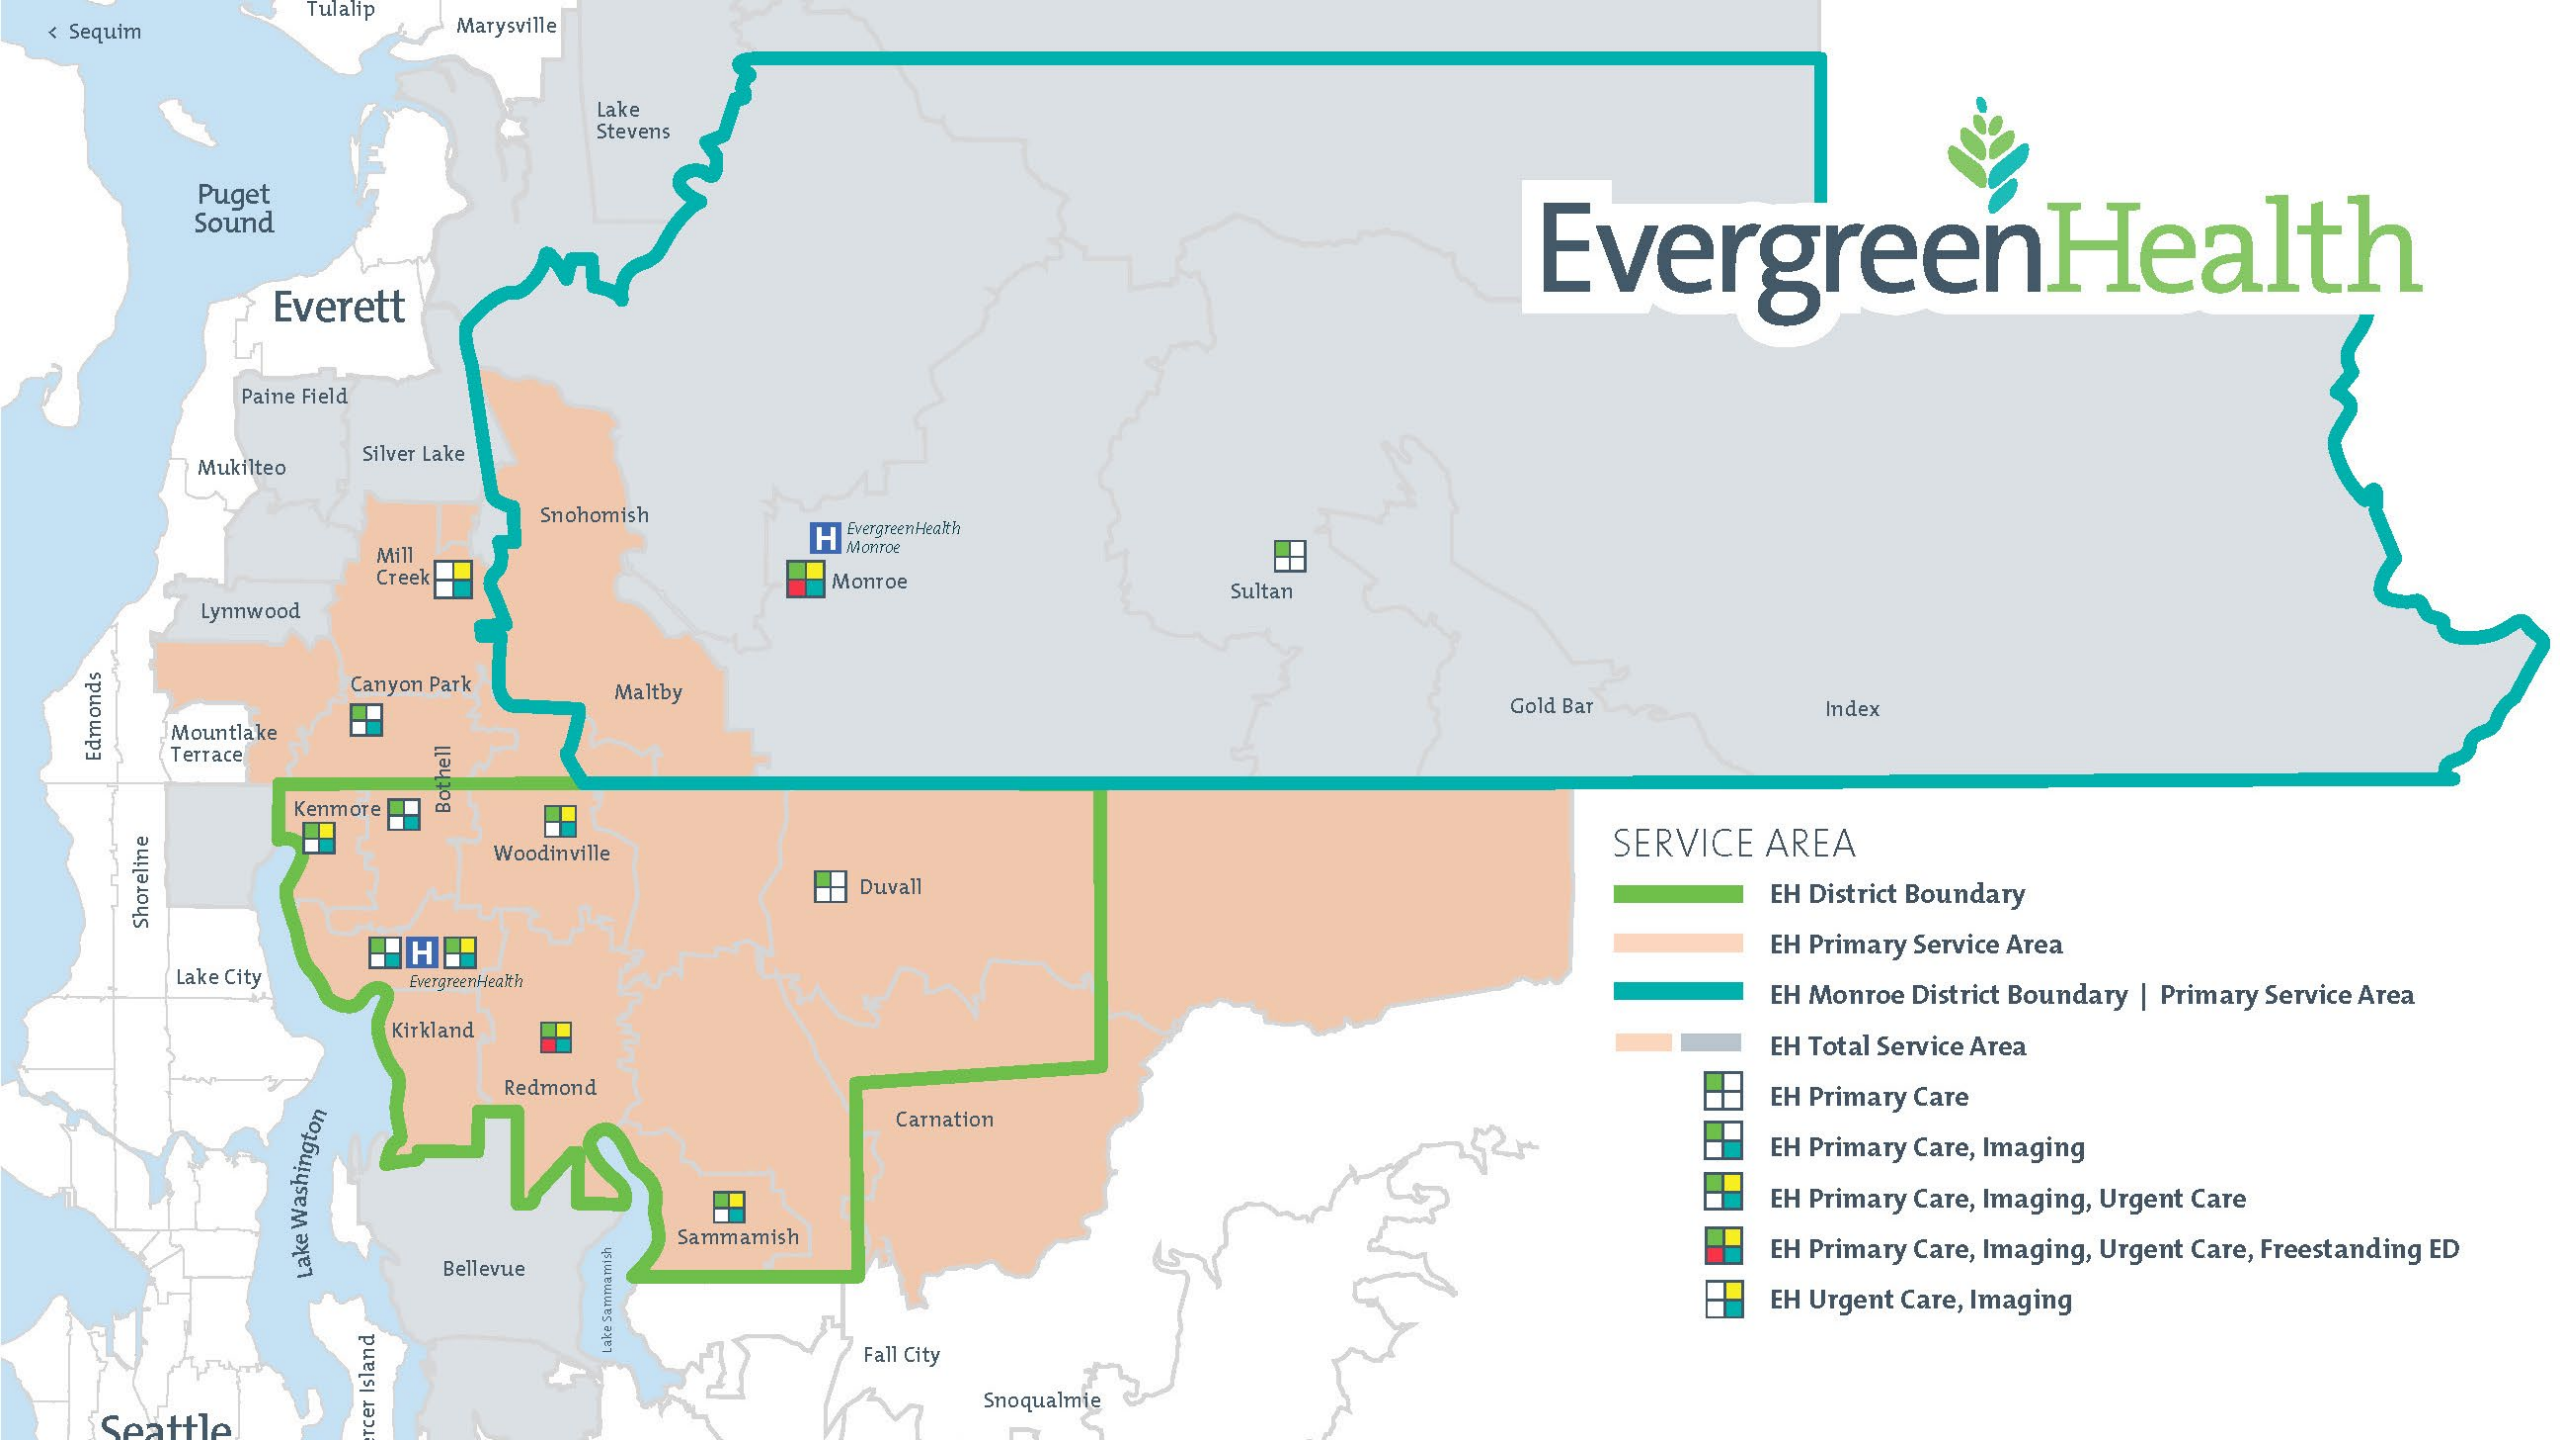 Tulalip
Marysville
< Sequim
Lake
Stevens
Puget
Sound
EvergreenHealth
Everett
Paine Field
Silver Lake
Mukilteo
Snohomish
EvergreenHealth
Monroe
H
Mill
Creek
Monroe
Sultan
Lynnwood
Edmonds
Canyon Park
Maltby
Gold Bar
Index
Mountlake
Terrace
Bothell
Kenmore
Woodinville
Shoreline
Duvall
H
EvergreenHealth
Lake City
Kirkland
Redmond
Carnation
Lake Washington
Sammamish
Bellevue
Lake Sammamish
Fall City
Snoqualmie
ercer Island
Seattle
SERVICE AREA
EH District Boundary
EH Primary Service Area
EH Monroe District Boundary | Primary Service Area
EH Total Service Area
EH Primary Care
EH Primary Care, Imaging
EH Primary Care, Imaging, Urgent Care
EH Primary Care, Imaging, Urgent Care, Freestanding ED
EH Urgent Care, Imaging